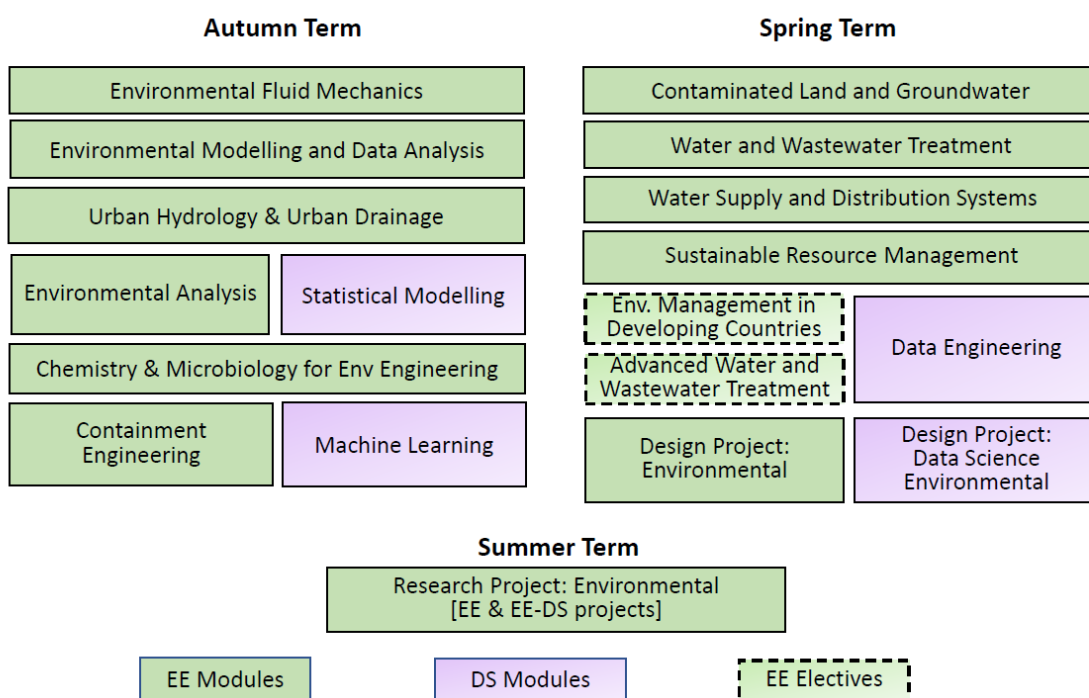 Autumn Term
Environmental Fluid Mechanics
Environmental Modelling and Data Analysis
Urban Hydrology & Urban Drainage
Environmental Analysis
Statistical Modelling
Chemistry & Microbiology for Env Engineering
Containment
Engineering
Machine Learning
Spring Term
Contaminated Land and Groundwater
Water and Wastewater Treatment
Water Supply and Distribution Systems
Sustainable Resource Management
Env. Management in
Developing Countries
Advanced Water and
Wastewater Treatment
Data Engineering
Design Project:
Environmental
Design Project:
Data Science
Environmental
Summer Term
Research Project: Environmental
[EE & EE-DS projects]
EE Modules
DS Modules
EE Electives